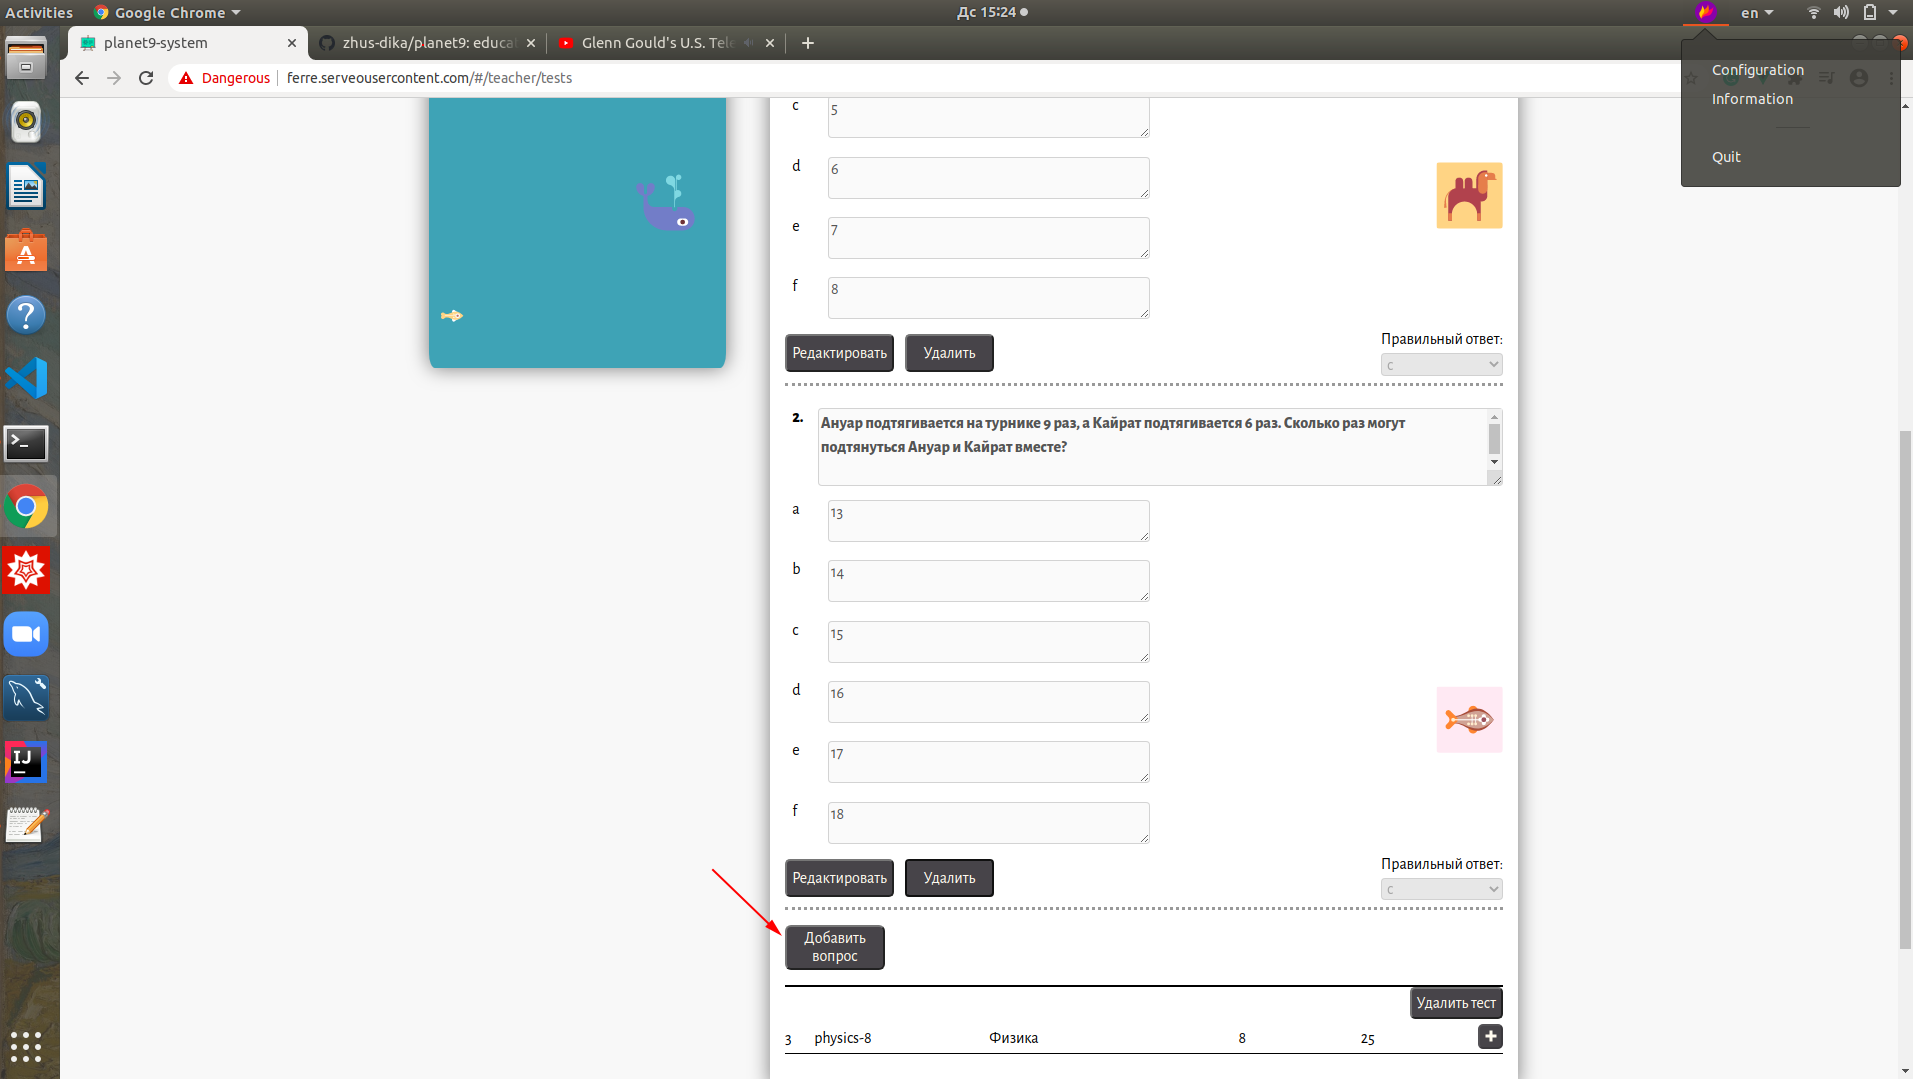 Activities
Google Chrome
Дс 15:24
en
planet9-system
zhus-dika/planet9: educa
Glenn Gould's U.S. Tele
Dangerous
ferre.serveousercontent.com/#/teacher/tests
Configuration
Information
Quit
c
5
d
6
e
7
f
8
Редактировать
Удалить
Правильный ответ:
c
2.
Ануар подтягивается на турнике 9 раз, а Кайрат подтягивается 6 раз. Сколько раз могут
подтянуться Ануар и Кайрат вместе?
a
13
b
14
c
15
d
16
e
17
f
18
Редактировать
Удалить
Правильный ответ:
c
Добавить
вопрос
Удалить тест
3 physics-8 Физика 8 25